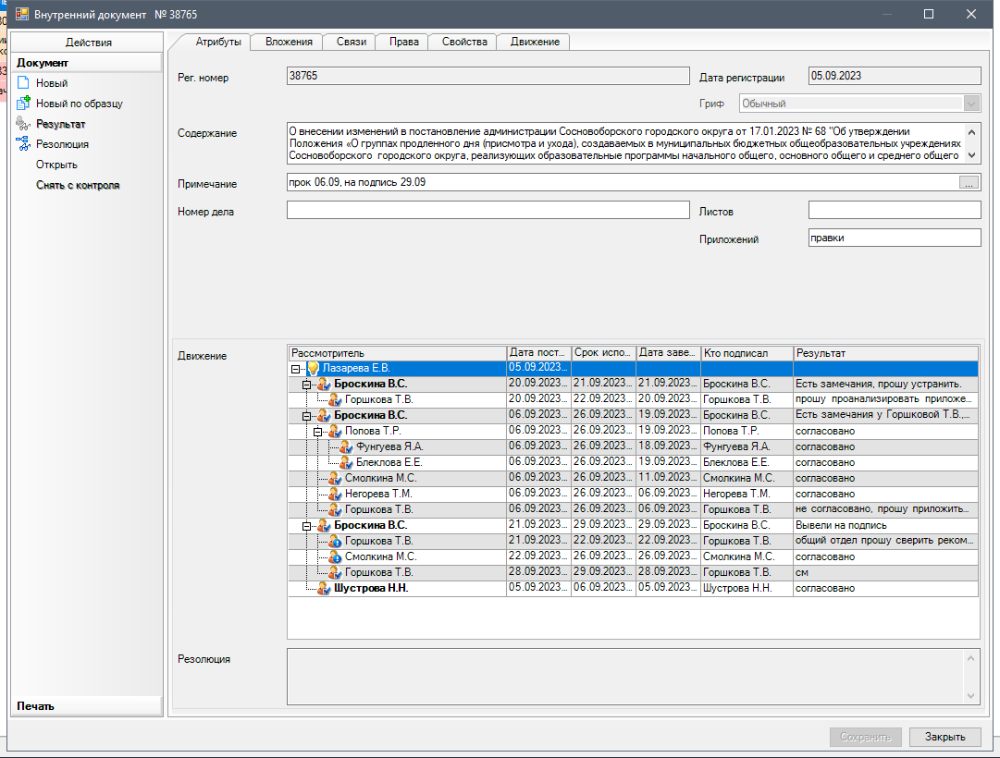 Внутренний документ № 38765
Действия
Документ
Новый
Новый по образцу
Результат
Резолюция
Открыть
Снять с контроля
Печать
Атрибуты Вложения Связи Права Свойства Движение
Рег. номер 38765 Дата регистрации 05.09.2023
Гриф Обычный
Содержание О внесении изменений в постановление администрации Сосновоборского городского округа от 17.01.2023 № 68 "Об утверждении
Положения «О группах продленного дня (присмотра и ухода), создаваемых в муниципальных бюджетных общеобразовательных учреждениях
Сосновоборского городского округа, реализующих образовательные программы начального общего, основного общего и среднего общего
Примечание прок 06.09, на подпись 29.09 ...
Номер дела Листов
Приложений правки
Движение
Рассмотритель Дата пост... Срок испо... Дата заве... Кто подписал Результат
Лазарева Е.В. 05.09.2023...
Броскина В.С. 20.09.2023... 21.09.2023... 21.09.2023... Броскина В.С. Есть замечания, прошу устранить.
Горшкова Т.В. 20.09.2023... 22.09.2023... 20.09.2023... Горшкова Т.В. прошу проанализировать приложе...
Броскина В.С. 06.09.2023... 26.09.2023... 19.09.2023... Броскина В.С. Есть замечания у Горшковой Т.В.,...
Попова Т.Р. 06.09.2023... 26.09.2023... 19.09.2023... Попова Т.Р. согласовано
Фунгуева Я.А. 06.09.2023... 26.09.2023... 18.09.2023... Фунгуева Я.А. согласовано
Блеклова Е.Е. 06.09.2023... 26.09.2023... 19.09.2023... Блеклова Е.Е. согласовано
Смолкина М.С. 06.09.2023... 26.09.2023... 11.09.2023... Смолкина М.С. согласовано
Негорева Т.М. 06.09.2023... 26.09.2023... 06.09.2023... Негорева Т.М. согласовано
Горшкова Т.В. 06.09.2023... 26.09.2023... 06.09.2023... Горшкова Т.В. не согласовано, прошу приложить...
Броскина В.С. 21.09.2023... 29.09.2023... 29.09.2023... Броскина В.С. Вывели на подпись
Горшкова Т.В. 21.09.2023... 22.09.2023... 22.09.2023... Горшкова Т.В. общий отдел прошу сверить реком...
Смолкина М.С. 22.09.2023... 26.09.2023... 26.09.2023... Смолкина М.С. согласовано
Горшкова Т.В. 28.09.2023... 29.09.2023... 28.09.2023... Горшкова Т.В. см
Шустрова Н.Н. 05.09.2023... 06.09.2023... 05.09.2023... Шустрова Н.Н. согласовано
Резолюция
Сохранить Закрыть